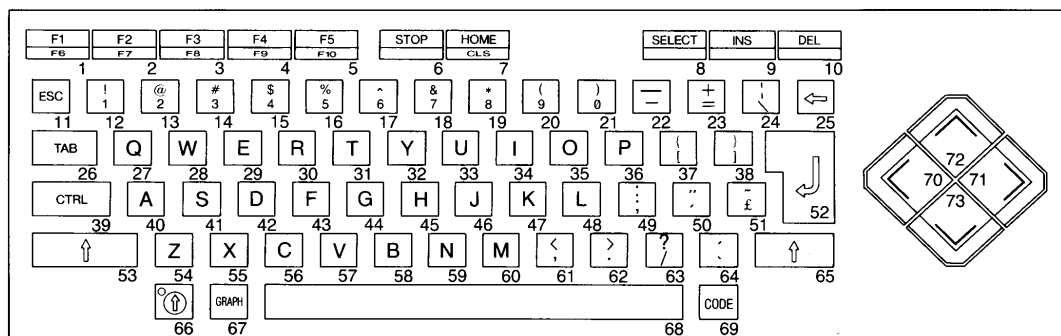 F1 F2 F3 F4 F5 STOP HOME SELECT INS DEL
F6 F7 F8 F9 F10 CLS
1 2 3 4 5 6 7 8 9 10
ESC ! @ # $ % ^ & * ( ) — + ¦ ⇦
1 2 3 4 5 6 7 8 9 0 - = \
11 12 13 14 15 16 17 18 19 20 21 22 23 24 25
TAB Q W E R T Y U I O P { }
[ ]
26 27 28 29 30 31 32 33 34 35 36 37 38
CTRL A S D F G H J K L : " ~
; ' £
39 40 41 42 43 44 45 46 47 48 49 50 51 52
⇧ Z X C V B N M < > ? ⇧
, . /
53 54 55 56 57 58 59 60 61 62 63 64 65
GRAPH CODE
66 67 68 69
72
70 71
73